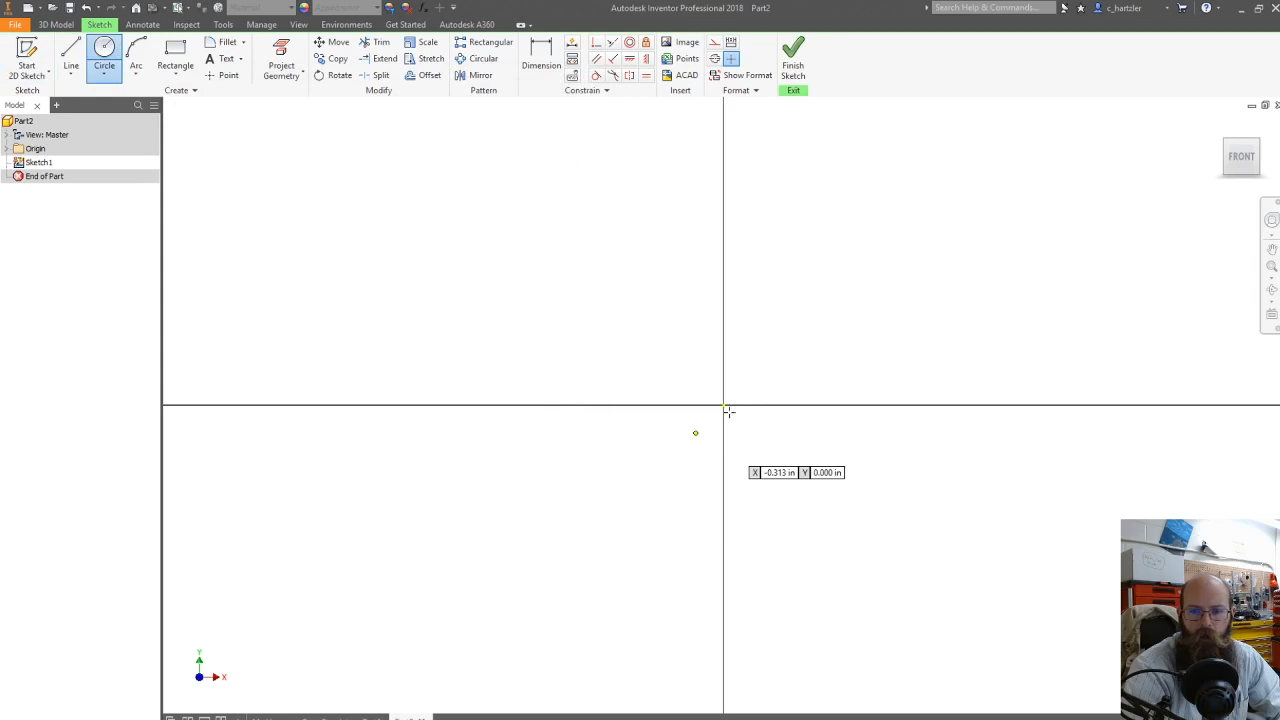 Normal Appearance Autodesk Inventor Professional 2018 Part2 Search Help & Commands... c_hartzler
File 3D Model Sketch Annotate Inspect Tools Manage View Environments Get Started Autodesk A360
Start 2D Sketch Line Circle Arc Rectangle Fillet Text Point Project Geometry Move Copy Rotate Trim Extend Split Scale Stretch Offset Rectangular Circular Mirror Dimension Image Points ACAD Show Format Finish Sketch
Sketch Create Modify Pattern Constrain Insert Format Exit
Model
Part2
View: Master
Origin
Sketch1
End of Part
FRONT
X -0.313 in Y 0.000 in
Y
X